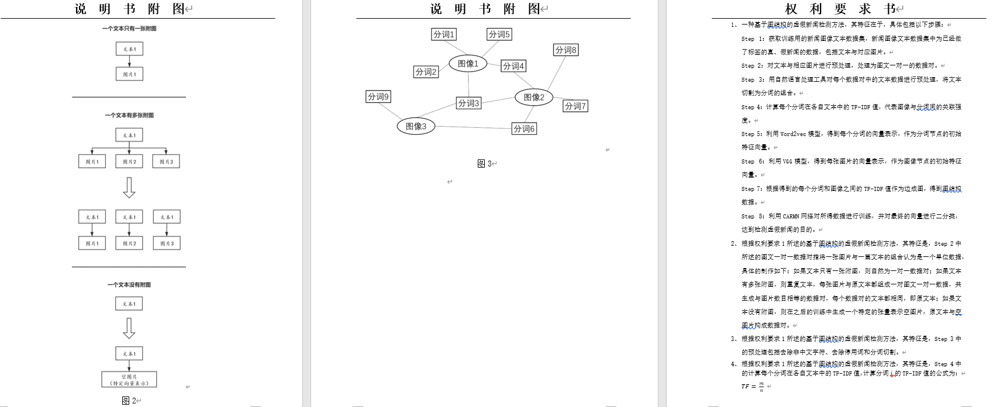 说 明 书 附 图
一个文本只有一张附图
文本1
图片1
一个文本有多张附图
文本1
图片1 图片2 图片3
文本1 文本1 文本1
图片1 图片2 图片3
一个文本没有附图
文本1
文本1
空图片
(特定向量表示)
图 2
说 明 书 附 图
分词1 分词5
分词8
图像1
分词4
分词2
分词9
图像2
分词3
分词7
图像3
分词6
图 3
权 利 要 求 书
1、 一种基于图结构的虚假新闻检测方法，其特征在于，具体包括以下步骤：
Step 1：获取训练用的新闻图像文本数据集，新闻图像文本数据集中为已经做
了标签的真、假新闻的数据，包括文本与对应图片。
Step 2：对文本与相应图片进行预处理，处理为图文一对一的数据对。
Step 3：用自然语言处理工具对每个数据对中的文本数据进行预处理，将文本
切割为分词的组合。
Step 4：计算每个分词在各自文本中的 TF-IDF 值，代表图像与分词间的关联强
度。
Step 5：利用 Word2vec 模型，得到每个分词的向量表示，作为分词节点的初始
特征向量。
Step 6：利用 VGG 模型，得到每张图片的向量表示，作为图像节点的初始特征
向量。
Step 7：根据得到的每个分词和图像之间的 TF-IDF 值作为边成图，得到图结构
数据。
Step 8：利用 CARMN 网络对所得数据进行训练，并对最终的向量进行二分类，
达到检测虚假新闻的目的。
2、 根据权利要求 1 所述的基于图结构的虚假新闻检测方法，其特征是，Step 2 中
所述的图文一对一数据对指将一张图片与一篇文本的组合认为是一个单位数据，
具体的制作如下：如果文本只有一张附图，则自然为一对一数据对；如果文本
有多张附图，则重复文本，每张图片与原文本都组成一对图文一对一数据，共
生成与图片数目相等的数据对，每个数据对的文本都相同，即原文本；如果文
本没有附图，则在之后的训练中生成一个特定的张量表示空图片，原文本与空
图片构成数据对。
3、 根据权利要求 1 所述的基于图结构的虚假新闻检测方法，其特征是，Step 3 中
的预处理包括去除非中文字符、去除停用词和分词切割。
4、 根据权利要求 1 所述的基于图结构的虚假新闻检测方法，其特征是，Step 4 中
的计算每个分词在各自文本中的 TF-IDF 值,计算分词 i 的 TF-IDF 值的公式为：
TF = m/n